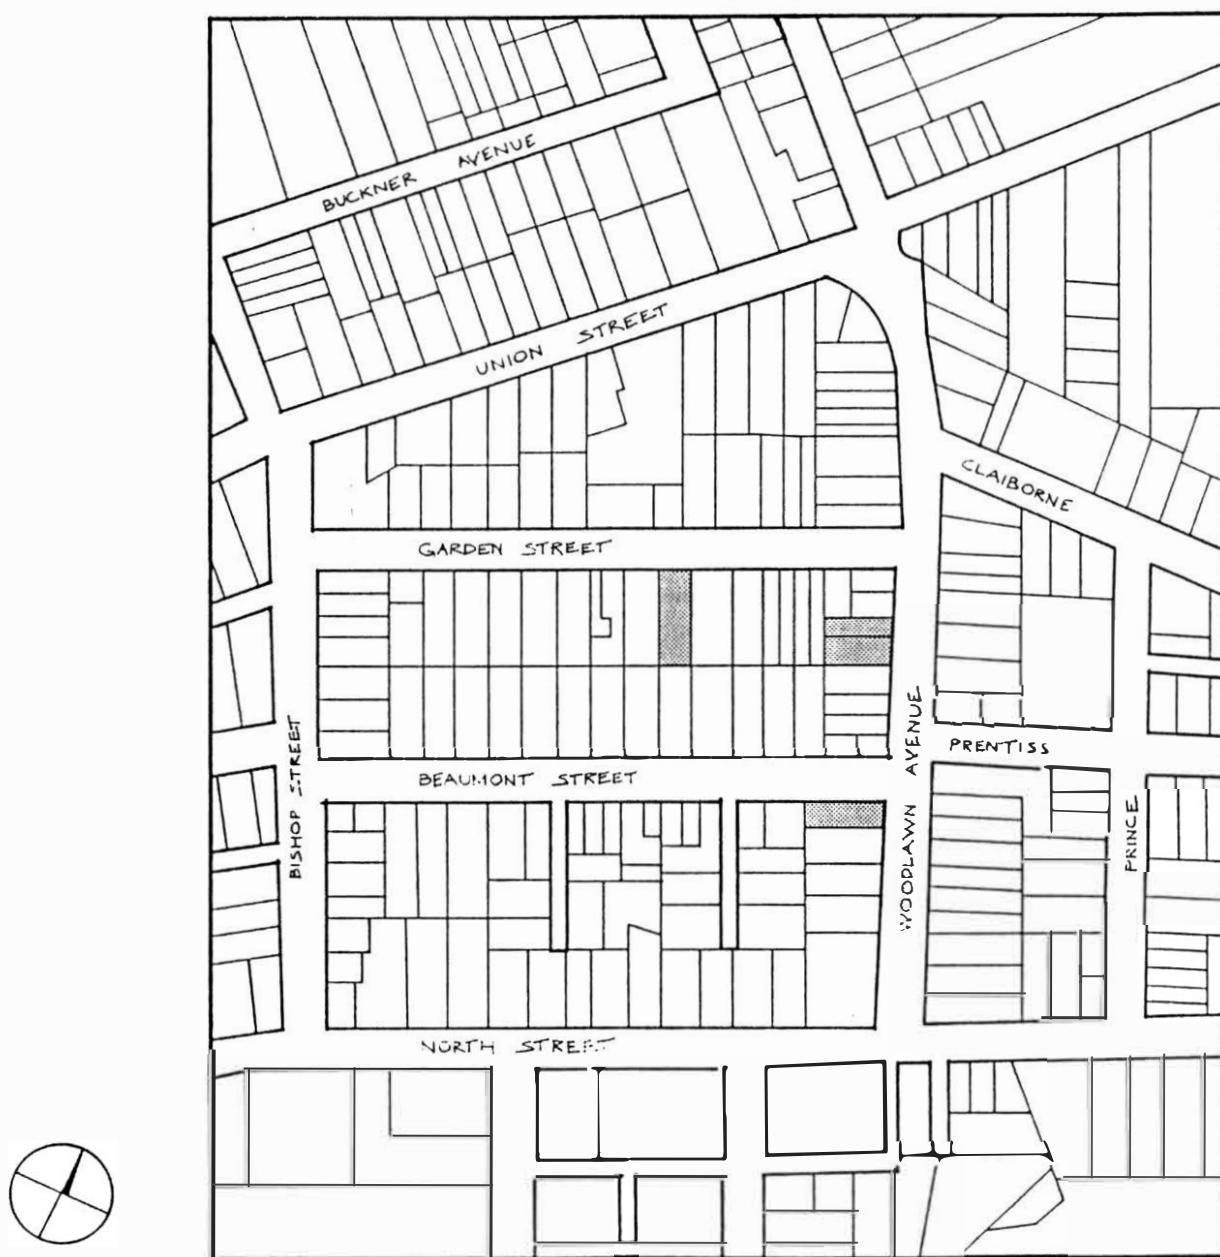 BUCKNER AVENUE
UNION STREET
CLAIBORNE
GARDEN STREET
BISHOP STREET
BEAUMONT STREET
WOODLAWN AVENUE
PRENTISS
PRINCE
NORTH STREET